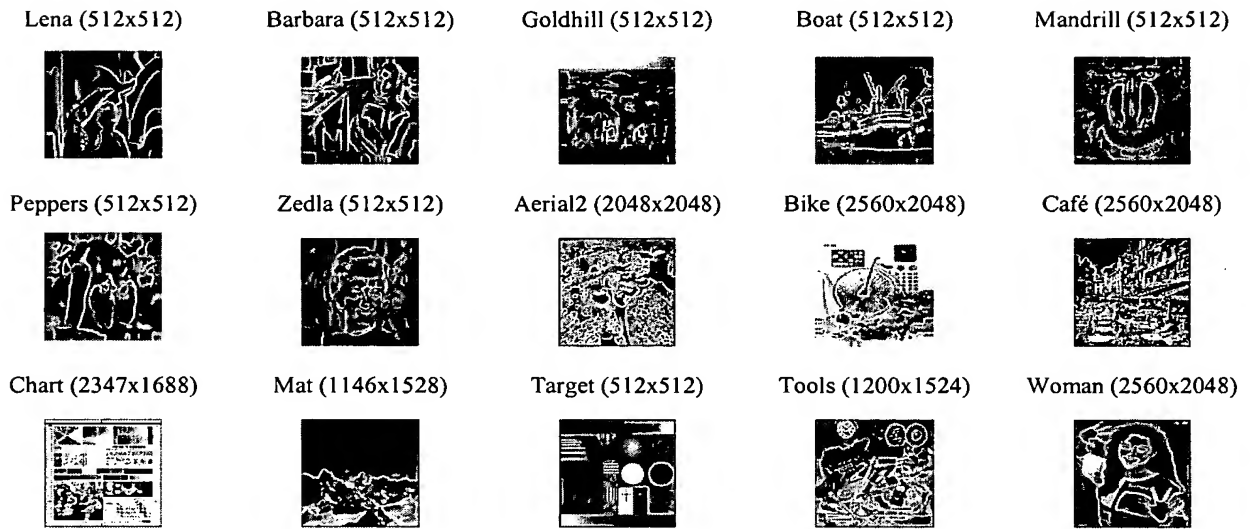 Lena (512x512) Barbara (512x512) Goldhill (512x512) Boat (512x512) Mandrill (512x512)
Peppers (512x512) Zedla (512x512) Aerial2 (2048x2048) Bike (2560x2048) Café (2560x2048)
Chart (2347x1688) Mat (1146x1528) Target (512x512) Tools (1200x1524) Woman (2560x2048)